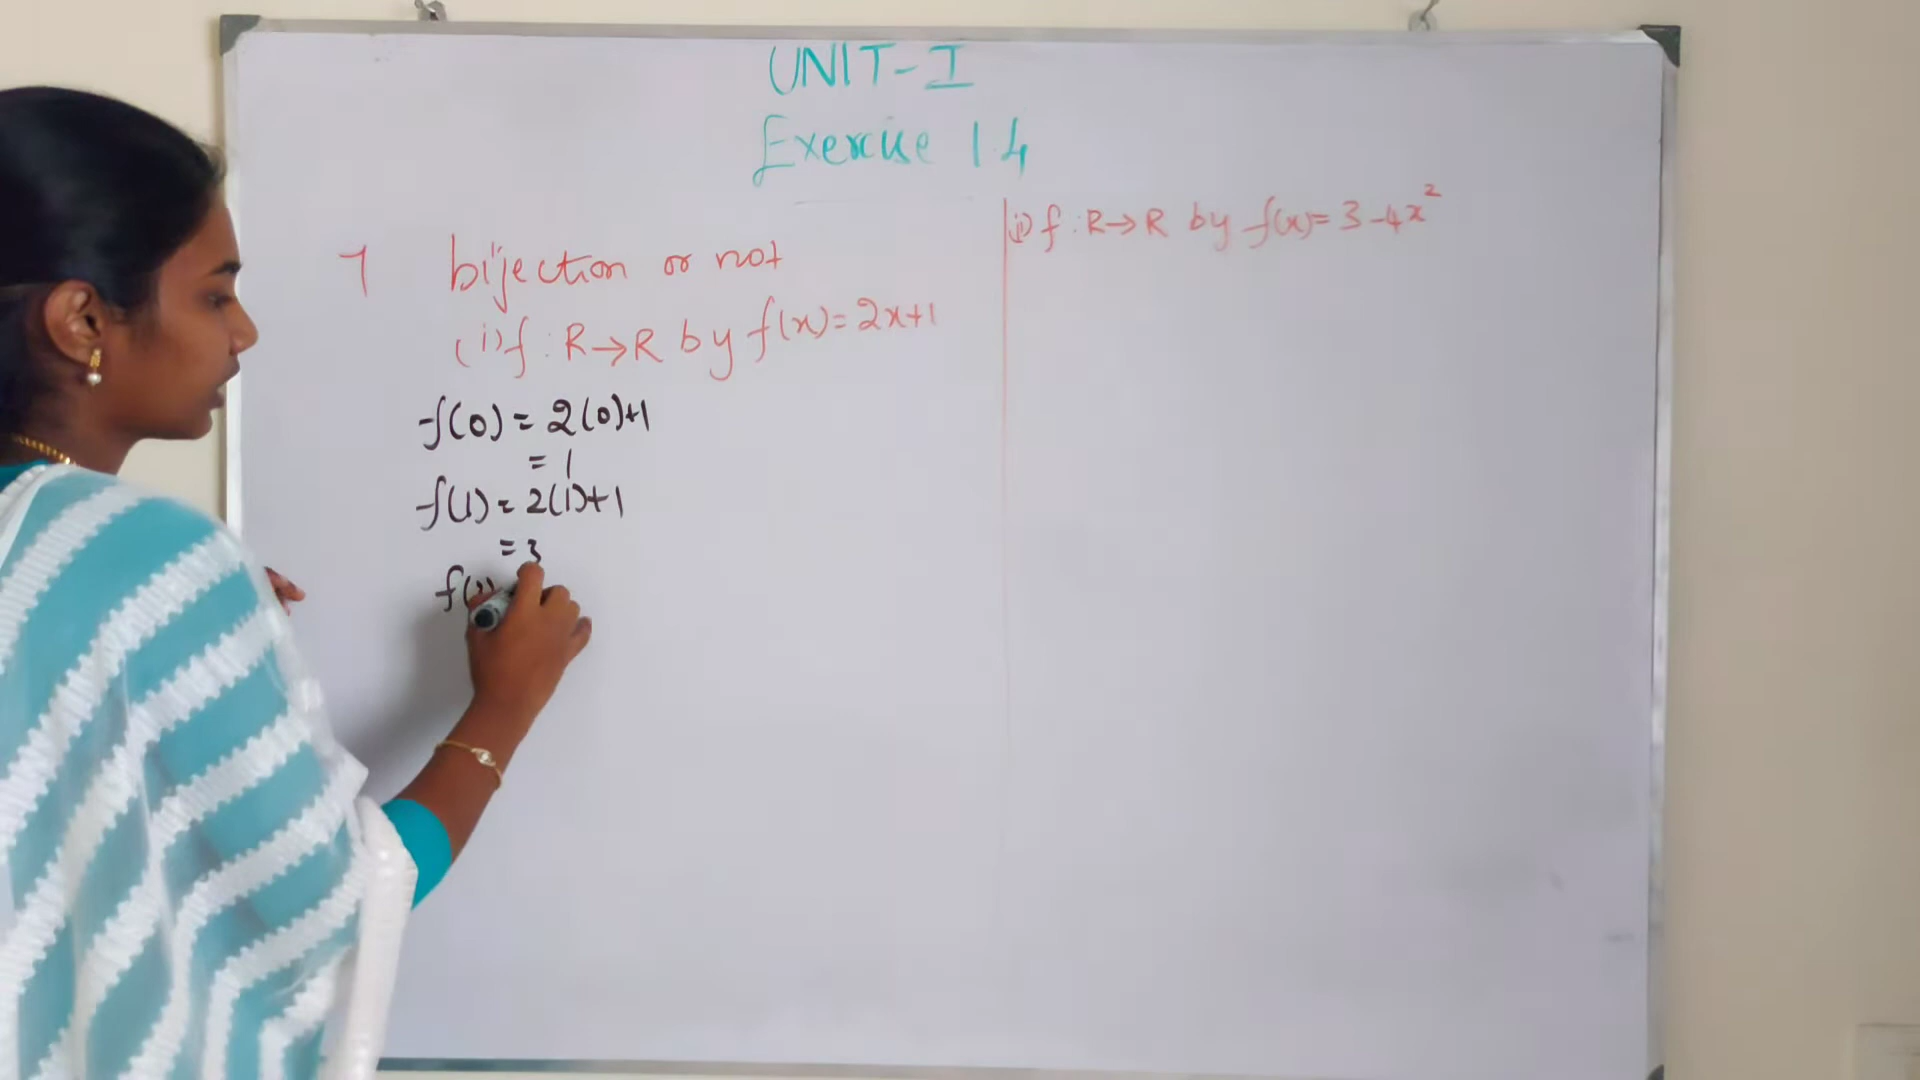 UNIT-I
Exercise 1.4
7 bijection or not
(i) f : R→R by f(x)=2x+1
f(0) = 2(0)+1
= 1
f(1) = 2(1)+1
= 3
f(2)
ii) f : R→R by f(x)= 3-4x²